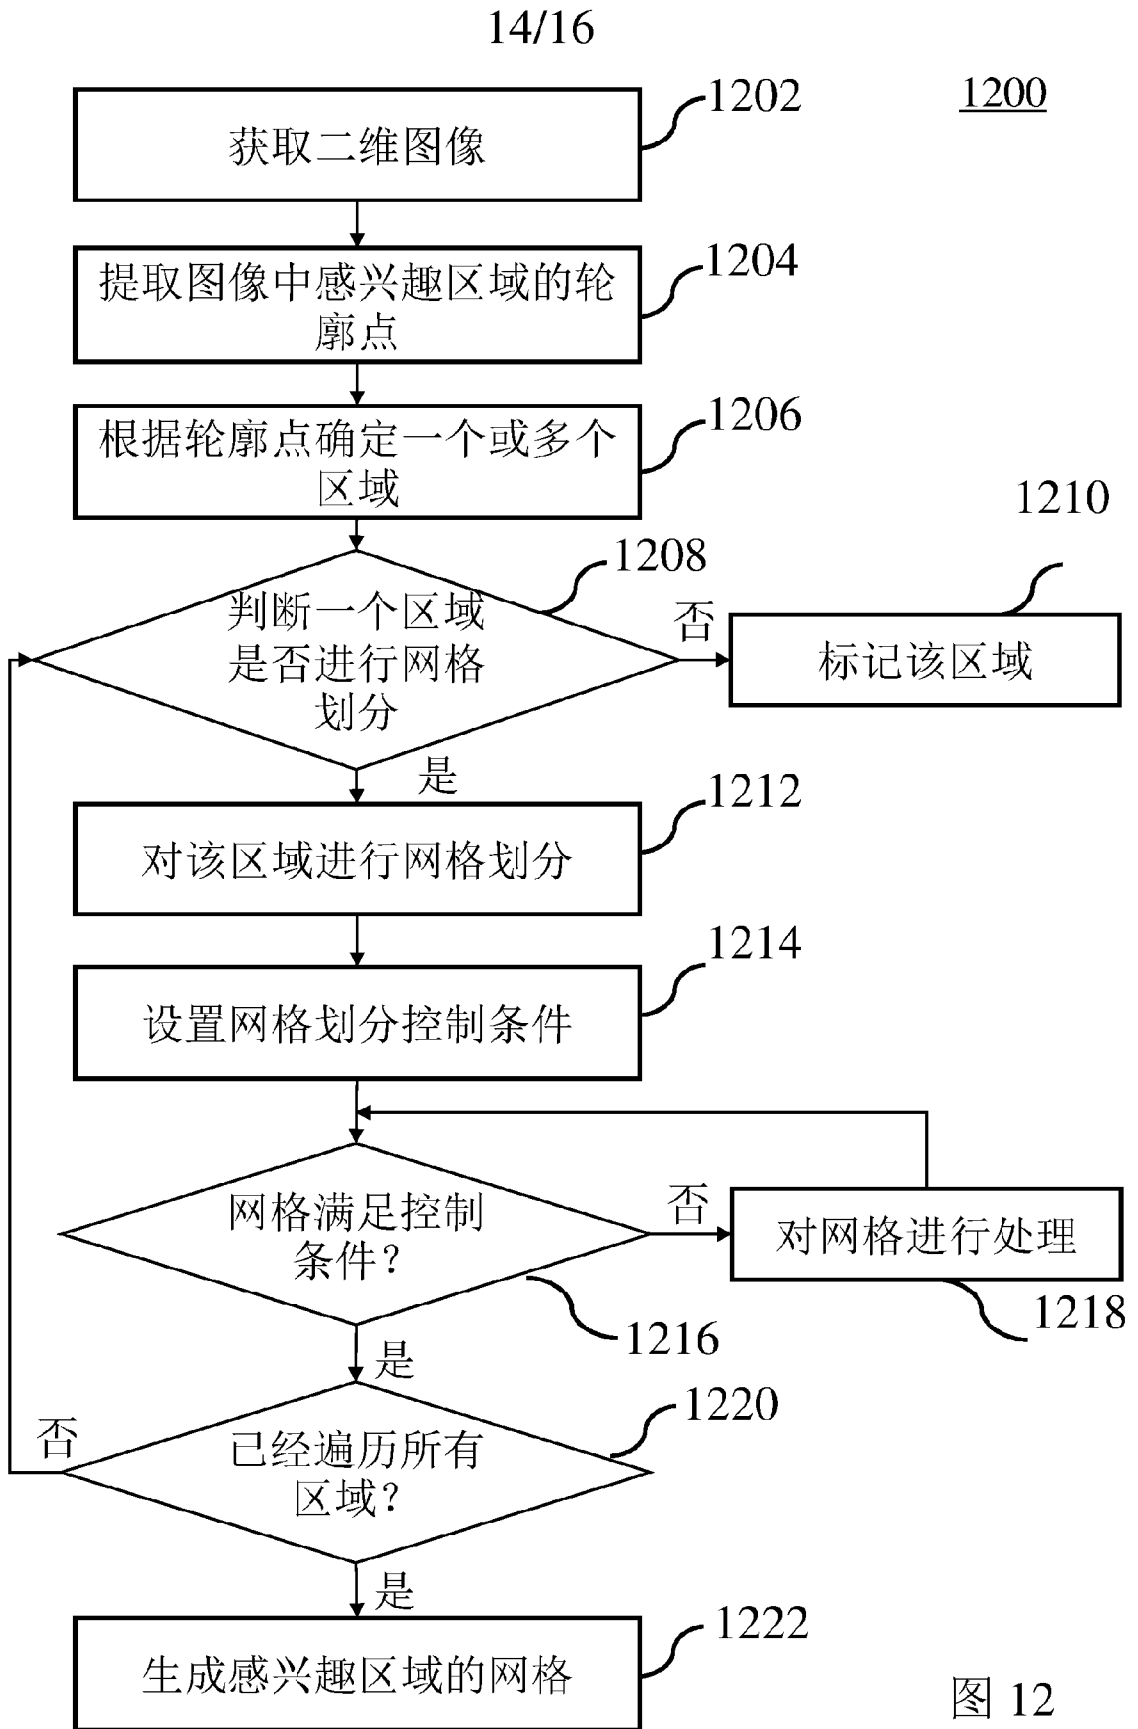 14/16
1200
1202
获取二维图像
1204
提取图像中感兴趣区域的轮
廓点
1206
根据轮廓点确定一个或多个
区域
1208
判断一个区域
是否进行网格
划分
否
1210
标记该区域
是
1212
对该区域进行网格划分
1214
设置网格划分控制条件
网格满足控制
条件？
1216
否
对网格进行处理
1218
是
1220
已经遍历所有
区域？
否
是
1222
生成感兴趣区域的网格
图 12